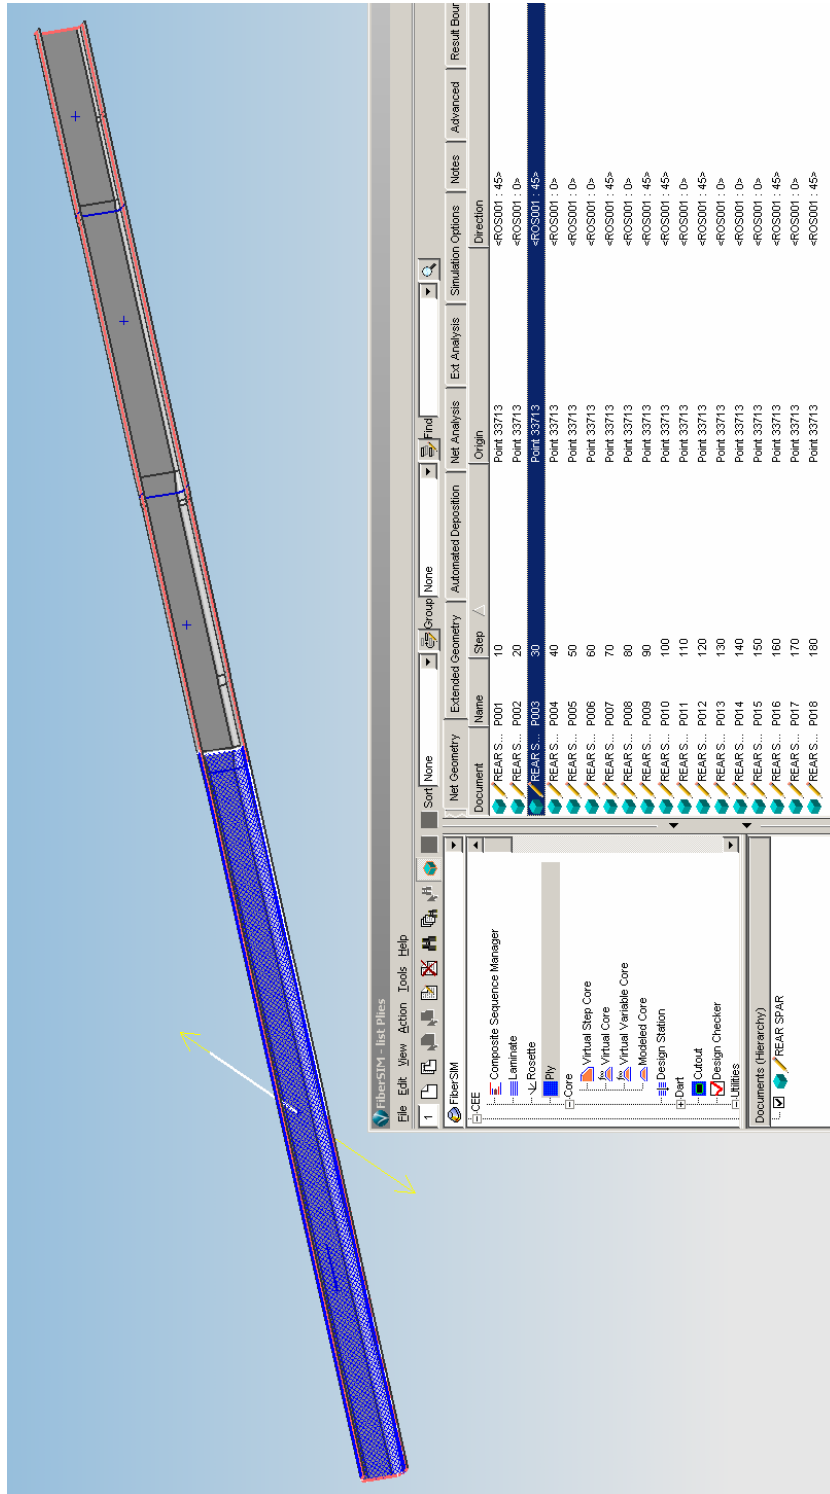 FiberSIM - list Plies
File Edit View Action Tools Help
1 Sort None Group None Find
FiberSIM
CEE
Composite Sequence Manager
Laminate
Rosette
Ply
Core
Virtual Step Core
Virtual Core
Virtual Variable Core
Modeled Core
Design Station
Dart
Cutout
Design Checker
Utilities
Documents (Hierarchy)
REAR SPAR
Net Geometry Extended Geometry Automated Deposition Net Analysis Ext Analysis Simulation Options Notes Advanced Result Bour
Document Name Step Origin Direction
REAR S... P001 10 Point 33713 <ROS001 : 45>
REAR S... P002 20 Point 33713 <ROS001 : 0>
REAR S... P003 30 Point 33713 <ROS001 : 45>
REAR S... P004 40 Point 33713 <ROS001 : 0>
REAR S... P005 50 Point 33713 <ROS001 : 0>
REAR S... P006 60 Point 33713 <ROS001 : 0>
REAR S... P007 70 Point 33713 <ROS001 : 45>
REAR S... P008 80 Point 33713 <ROS001 : 0>
REAR S... P009 90 Point 33713 <ROS001 : 45>
REAR S... P010 100 Point 33713 <ROS001 : 45>
REAR S... P011 110 Point 33713 <ROS001 : 0>
REAR S... P012 120 Point 33713 <ROS001 : 45>
REAR S... P013 130 Point 33713 <ROS001 : 0>
REAR S... P014 140 Point 33713 <ROS001 : 0>
REAR S... P015 150 Point 33713 <ROS001 : 0>
REAR S... P016 160 Point 33713 <ROS001 : 45>
REAR S... P017 170 Point 33713 <ROS001 : 0>
REAR S... P018 180 Point 33713 <ROS001 : 45>